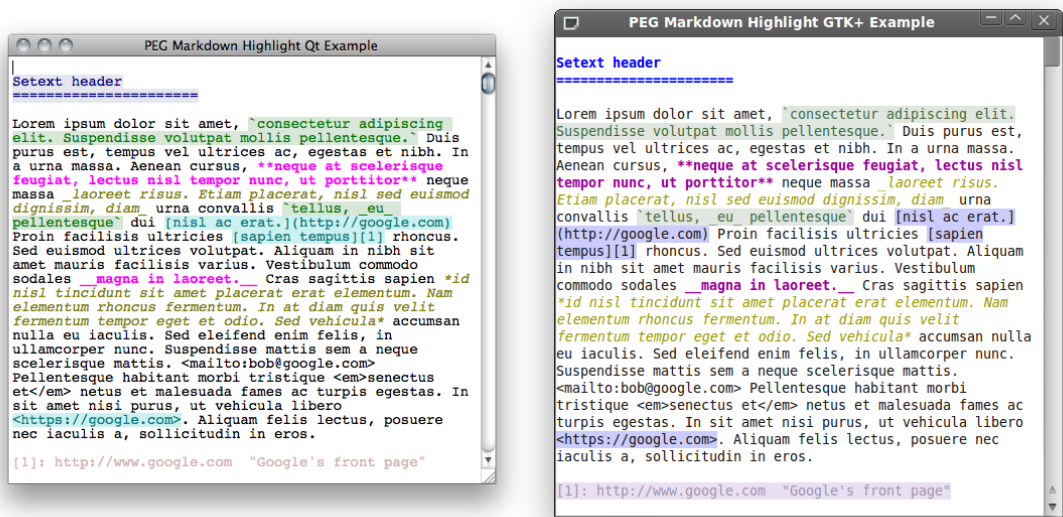 PEG Markdown Highlight Qt Example
Setext header
======================
Lorem ipsum dolor sit amet, `consectetur adipiscing
elit. Suspendisse volutpat mollis pellentesque.` Duis
purus est, tempus vel ultrices ac, egestas et nibh. In
a urna massa. Aenean cursus, **neque at scelerisque
feugiat, lectus nisl tempor nunc, ut porttitor** neque
massa _laoreet risus. Etiam placerat, nisl sed euismod
dignissim, diam_ urna convallis `tellus, _eu_
pellentesque` dui [nisl ac erat.](http://google.com)
Proin facilisis ultricies [sapien tempus][1] rhoncus.
Sed euismod ultrices volutpat. Aliquam in nibh sit
amet mauris facilisis varius. Vestibulum commodo
sodales __magna in laoreet.__ Cras sagittis sapien *id
nisl tincidunt sit amet placerat erat elementum. Nam
elementum rhoncus fermentum. In at diam quis velit
fermentum tempor eget et odio. Sed vehicula* accumsan
nulla eu iaculis. Sed eleifend enim felis, in
ullamcorper nunc. Suspendisse mattis sem a neque
scelerisque mattis. <mailto:bob@google.com>
Pellentesque habitant morbi tristique <em>senectus
et</em> netus et malesuada fames ac turpis egestas. In
sit amet nisi purus, ut vehicula libero
<https://google.com>. Aliquam felis lectus, posuere
nec iaculis a, sollicitudin in eros.
[1]: http://www.google.com  "Google's front page"
PEG Markdown Highlight GTK+ Example
Setext header
======================
Lorem ipsum dolor sit amet, `consectetur adipiscing elit.
Suspendisse volutpat mollis pellentesque.` Duis purus est,
tempus vel ultrices ac, egestas et nibh. In a urna massa.
Aenean cursus, **neque at scelerisque feugiat, lectus nisl
tempor nunc, ut porttitor** neque massa _laoreet risus.
Etiam placerat, nisl sed euismod dignissim, diam_ urna
convallis `tellus, _eu_ pellentesque` dui [nisl ac erat.]
(http://google.com) Proin facilisis ultricies [sapien
tempus][1] rhoncus. Sed euismod ultrices volutpat. Aliquam
in nibh sit amet mauris facilisis varius. Vestibulum
commodo sodales __magna in laoreet.__ Cras sagittis sapien
*id nisl tincidunt sit amet placerat erat elementum. Nam
elementum rhoncus fermentum. In at diam quis velit
fermentum tempor eget et odio. Sed vehicula* accumsan nulla
eu iaculis. Sed eleifend enim felis, in ullamcorper nunc.
Suspendisse mattis sem a neque scelerisque mattis.
<mailto:bob@google.com> Pellentesque habitant morbi
tristique <em>senectus et</em> netus et malesuada fames ac
turpis egestas. In sit amet nisi purus, ut vehicula libero
<https://google.com>. Aliquam felis lectus, posuere nec
iaculis a, sollicitudin in eros.
[1]: http://www.google.com  "Google's front page"